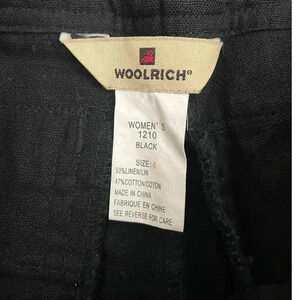 WOOLRICH®
WOMEN'S
1210
BLACK
SIZE: 6
53%LINEN/LIN
47%COTTON/COTON
MADE IN CHINA
FABRIQUE EN CHINE
SEE REVERSE FOR CARE